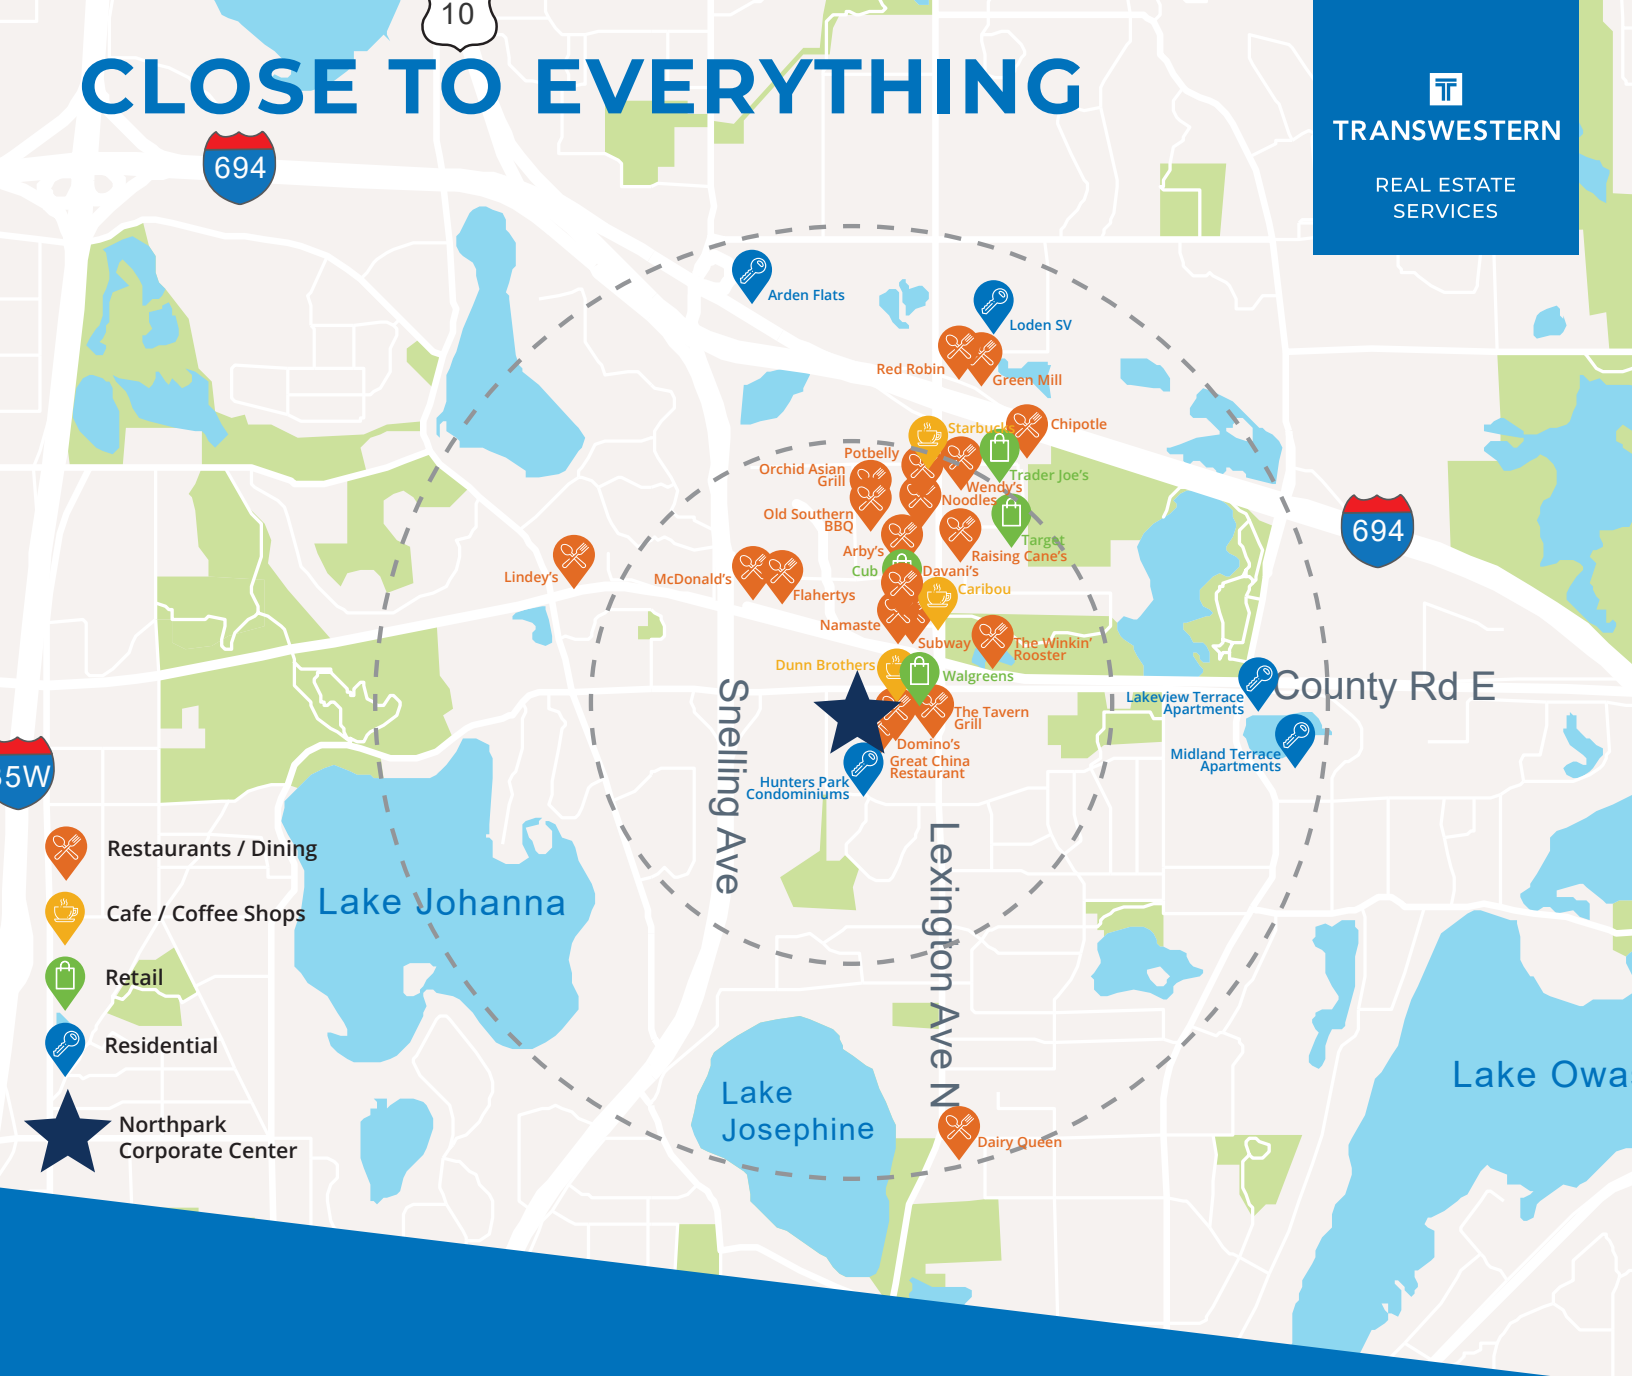 10
CLOSE TO EVERYTHING
TRANSWESTERN
REAL ESTATE
SERVICES
694
Arden Flats
Loden SV
Red Robin
Green Mill
Chipotle
Starbucks
Potbelly
Orchid Asian
Grill
Trader Joe's
Wendy's
Noodles
Old Southern
BBQ
694
Target
Arby's
Raising Cane's
Cub
Davani's
Lindey's
McDonald's
Flahertys
Caribou
Namaste
Subway
The Winkin'
Rooster
Dunn Brothers
Walgreens
County Rd E
Lakeview Terrace
Apartments
Snelling Ave
The Tavern
Grill
Domino's
Great China
Restaurant
Midland Terrace
Apartments
Hunters Park
Condominiums
35W
Restaurants / Dining
Cafe / Coffee Shops
Retail
Residential
Northpark
Corporate Center
Lake Johanna
Lexington Ave N
Lake
Josephine
Lake Owas
Dairy Queen